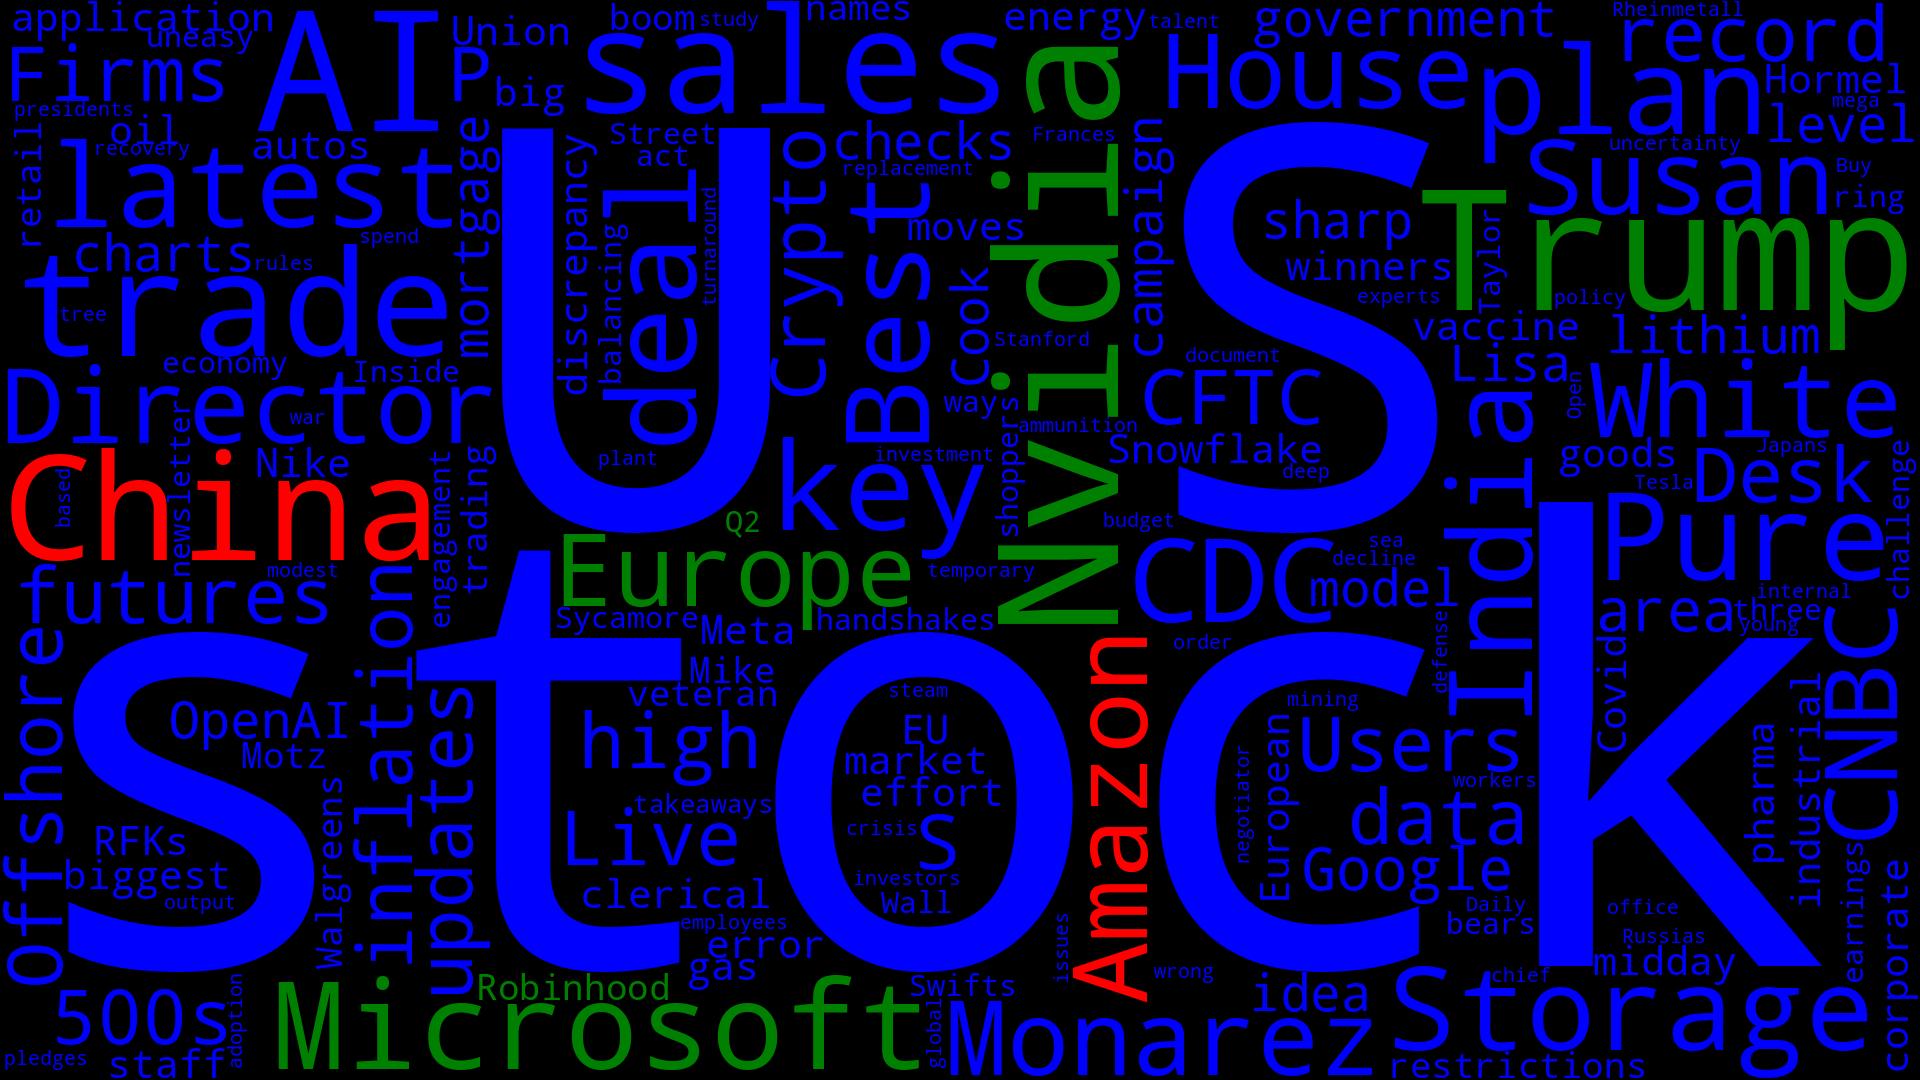 application
uneasy
AI
Union
boom
study
names
sales
energy
talent
government
Rheinmetall
record
Firms
P
big
House
plan
Hormel
mega
level
presidents
oil
recovery
autos
retail
latest
mortgage
U
Street
act
checks
replacement
Frances
campaign
S
uncertainty
Susan
Buy
ring
charts
rules
spend
discrepancy
balancing
deal
turnaround
Crypto
Best
moves
Nvidia
sharp
winners
experts
Taylor
Trump
policy
trade
tree
economy
Inside
Cook
Stanford
document
vaccine
lithium
Director
war
newsletter
ways
shoppers
ammunition
CFTC
Lisa
Open
White
China
based
Nike
engagement
trading
plant
key
investment
Snowflake
deep
India
goods
Japans
Tesla
Desk
challenge
Q2
Europe
temporary
budget
CDC
sea
decline
model
Pure
futures
modest
inflation
Sycamore
Meta
handshakes
order
defense
area
three
internal
young
CNBC
offshore
stock
updates
Mike
veteran
steam
Amazon
mining
Covid
OpenAI
Motz
high
EU
market
effort
negotiator
European
Users
workers
pharma
industrial
Walgreens
takeaways
Live
crisis
S
data
RFKs
biggest
output
clerical
investors
Wall
Google
earnings
employees
error
gas
issues
Daily
bears
office
Russias
midday
corporate
500s
adoption
Microsoft
Robinhood
Swifts
global
wrong
idea
chief
Storage
pledges
staff
Monarez
restrictions